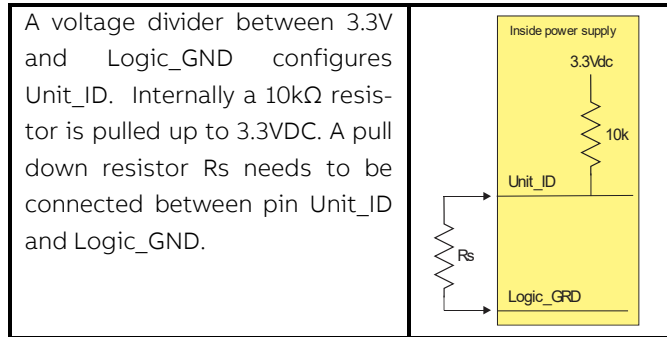 A voltage divider between 3.3V
and Logic_GND configures
Unit_ID. Internally a 10kΩ resis-
tor is pulled up to 3.3VDC. A pull
down resistor Rs needs to be
connected between pin Unit_ID
and Logic_GND.
Inside power supply
3.3Vdc
10k
Unit_ID
Rs
Logic_GRD